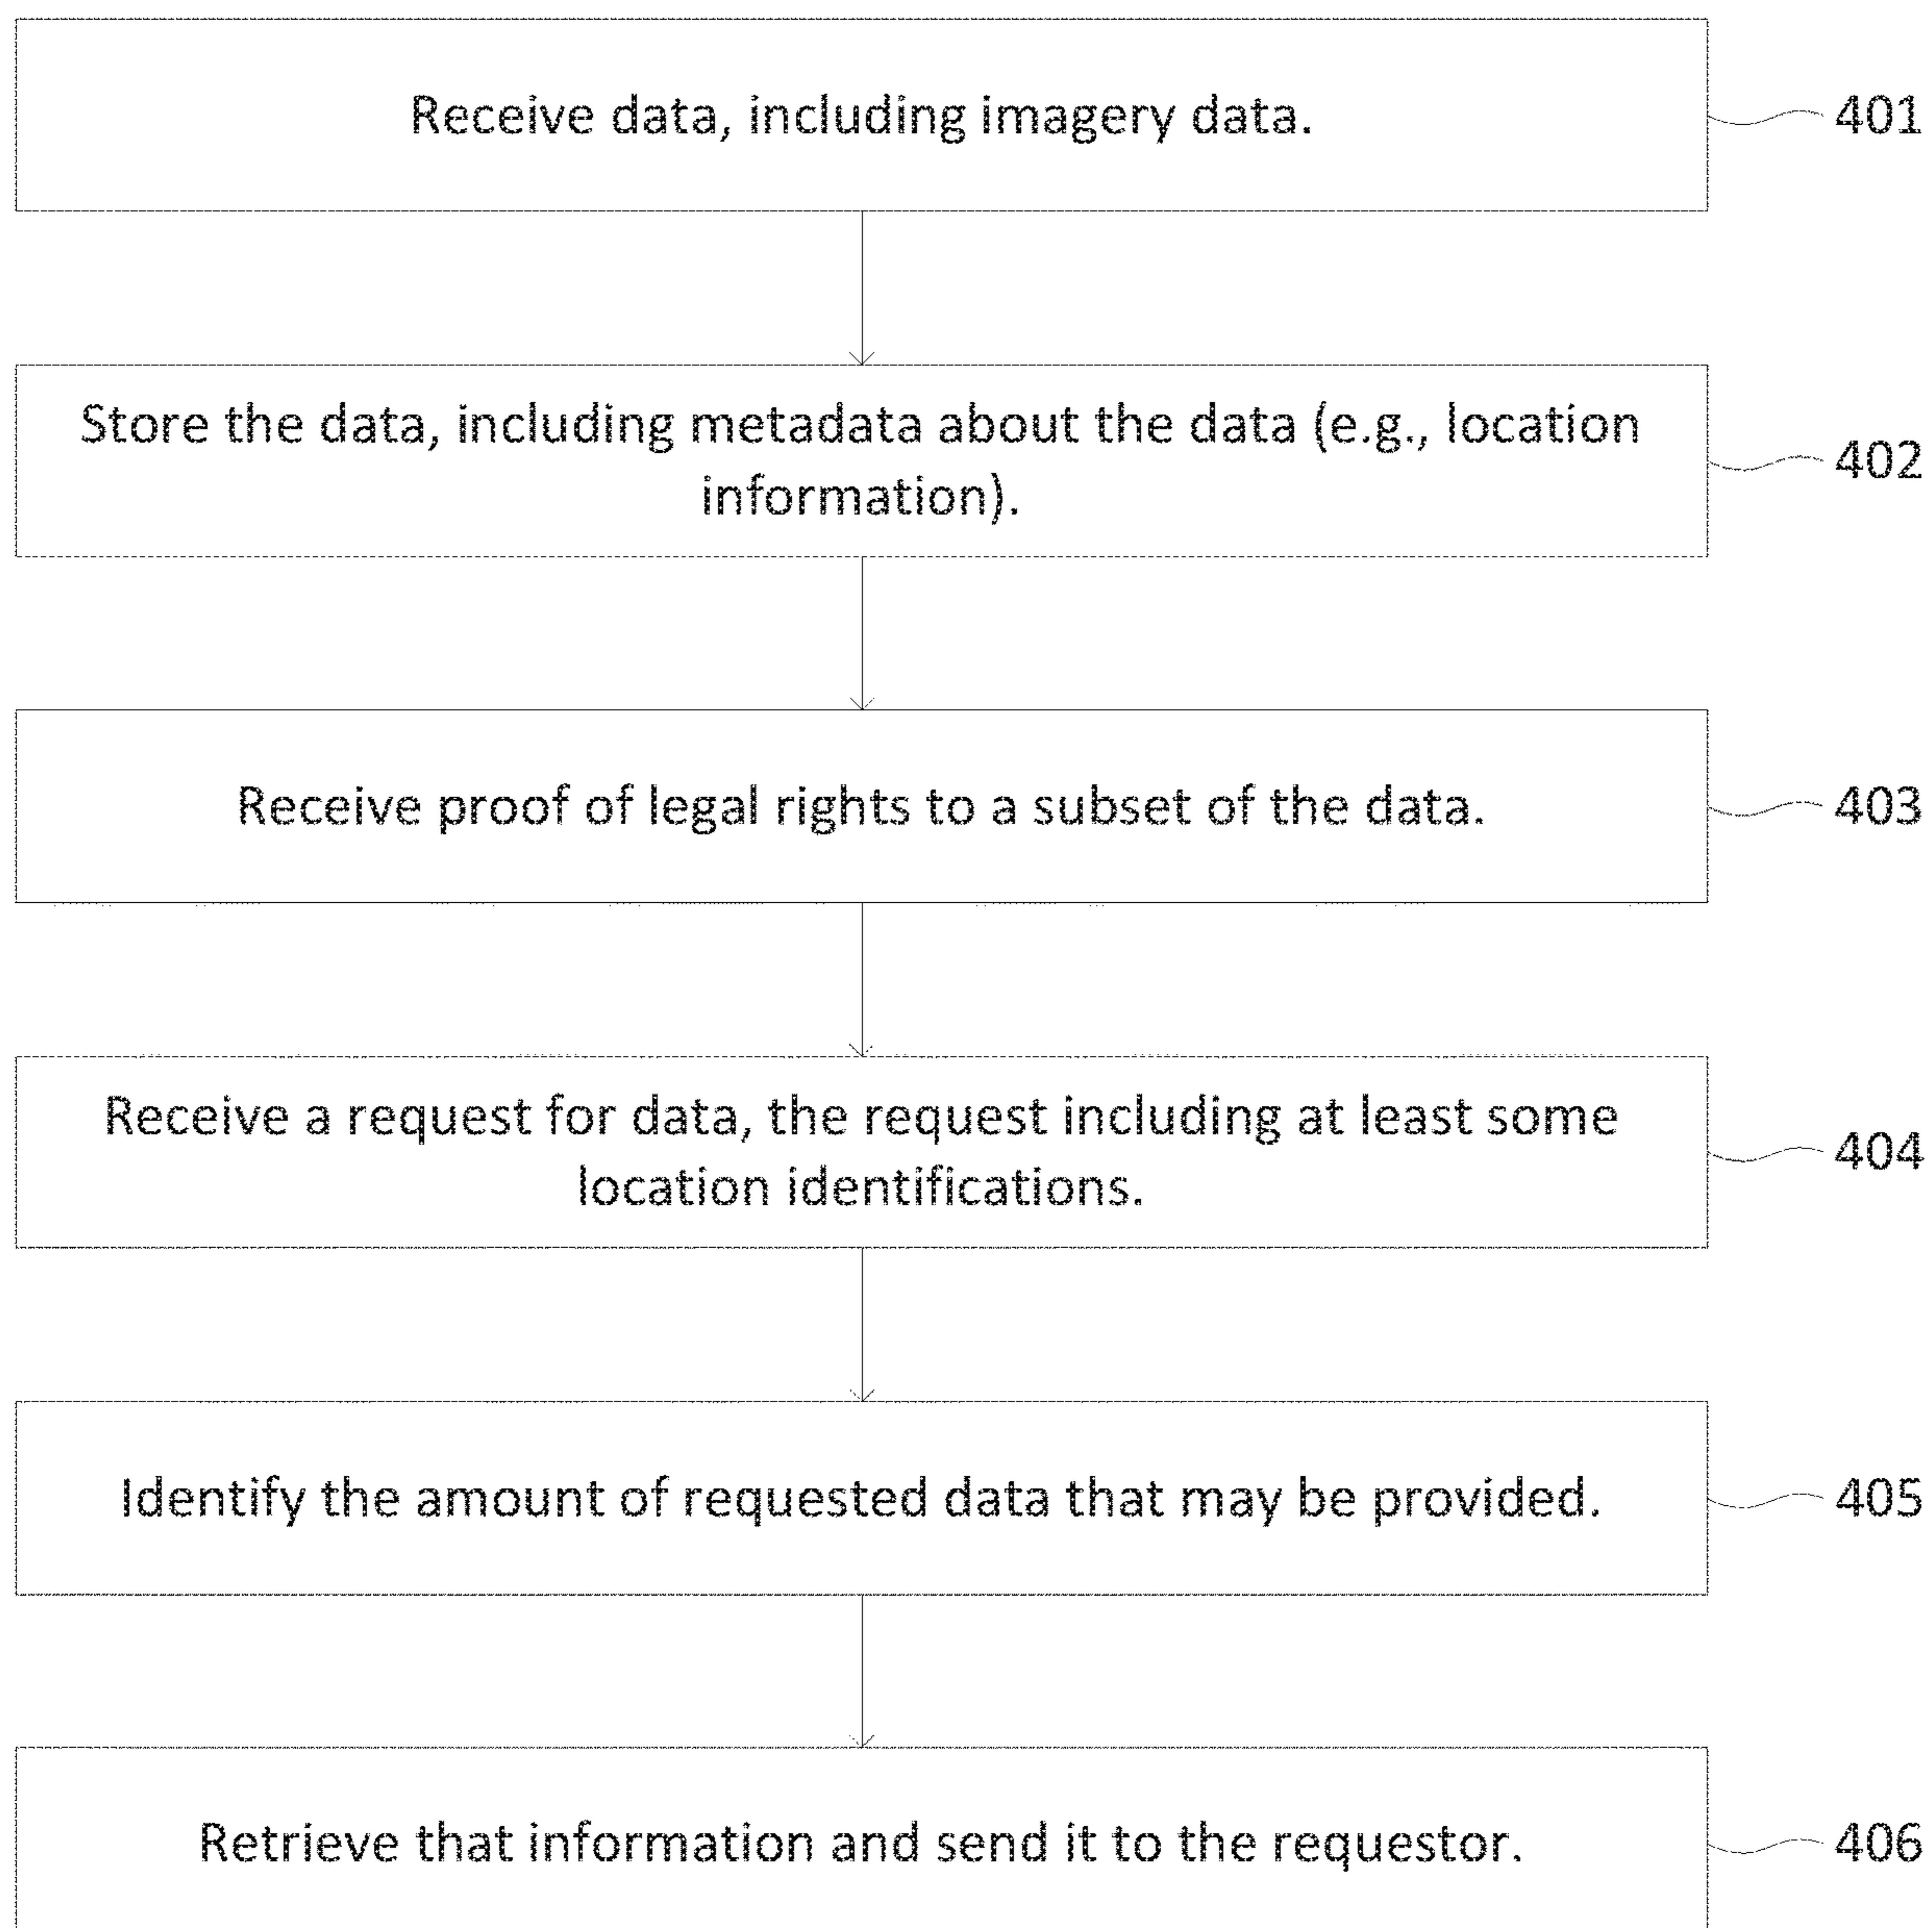 Receive data, including imagery data.
401
Store the data, including metadata about the data (e.g., location
information).
402
Receive proof of legal rights to a subset of the data.
403
Receive a request for data, the request including at least some
location identifications.
404
Identify the amount of requested data that may be provided.
405
Retrieve that information and send it to the requestor.
406